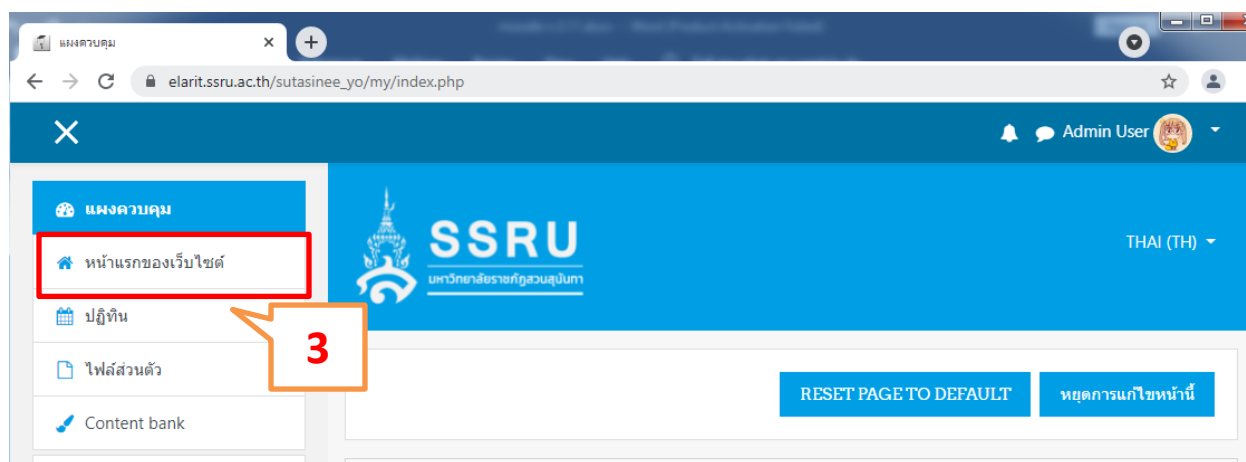 แผงควบคุม
elarit.ssru.ac.th/sutasinee_yo/my/index.php
Admin User
แผงควบคุม
หน้าแรกของเว็บไซต์
ปฏิทิน
ไฟล์ส่วนตัว
Content bank
3
SSRU
มหาวิทยาลัยราชภัฏสวนสุนันทา
THAI (TH)
RESET PAGE TO DEFAULT
หยุดการแก้ไขหน้านี้